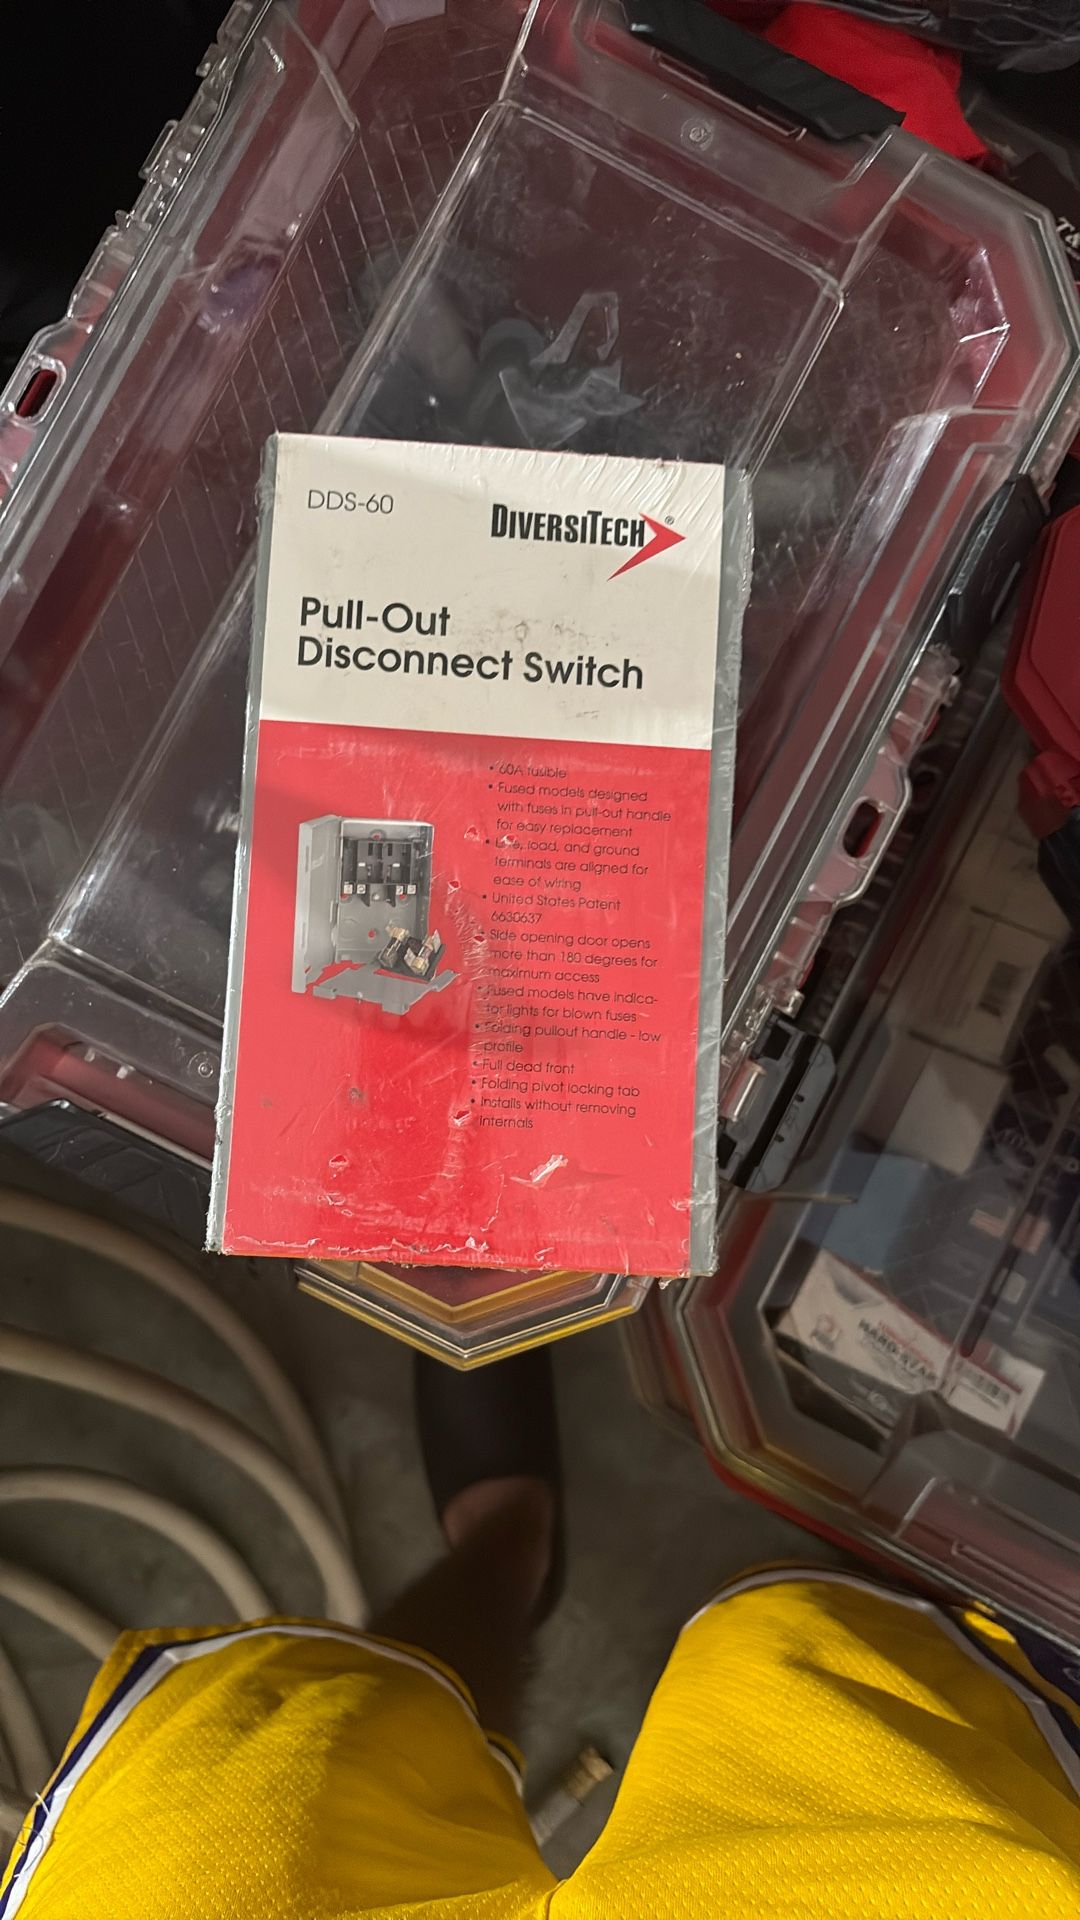 DDS-60
DIVERSITECH®
Pull-Out
Disconnect Switch
• 60A fusible
• Fused models designed
with fuses in pull-out handle
for easy replacement
• Line, load, and ground
terminals are aligned for
ease of wiring
• United States Patent
6630637
• Side opening door opens
more than 180 degrees for
maximum access
• Fused models have indica-
tor lights for blown fuses
• Folding pullout handle - low
profile
• Full dead front
• Folding pivot locking tab
• Installs without removing
internals
T&
HARD START